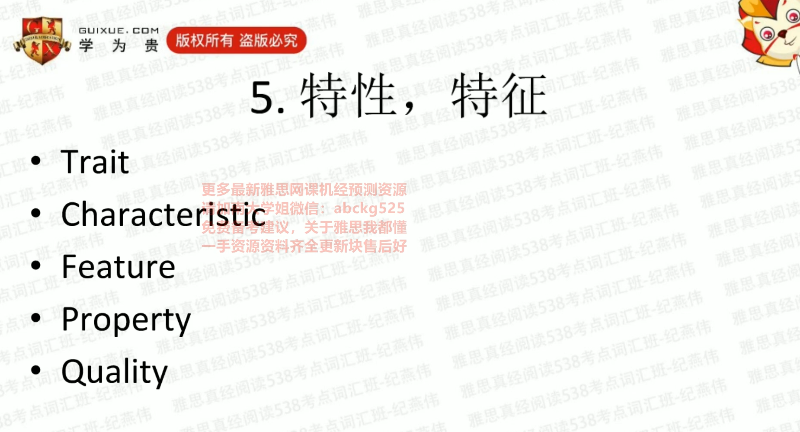 GUIXUE.COM
学为贵
版权所有 盗版必究
5. 特性，特征
• Trait
• Characteristic
• Feature
• Property
• Quality
更多最新雅思网课机经预测资源
学姐微信：abckg525
免费备考建议，关于雅思我都懂
一手资源资料齐全更新块售后好
雅思真经阅读538考点词汇班-纪燕伟